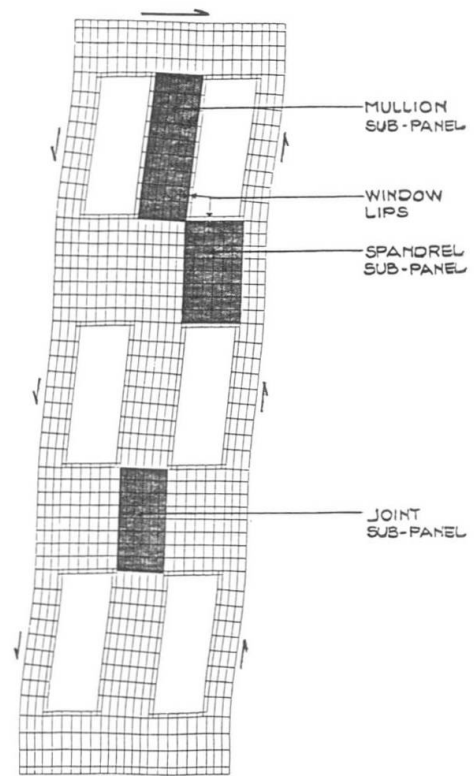 MULLION
SUB-PANEL
WINDOW
LIPS
SPANDREL
SUB-PANEL
JOINT
SUB-PANEL